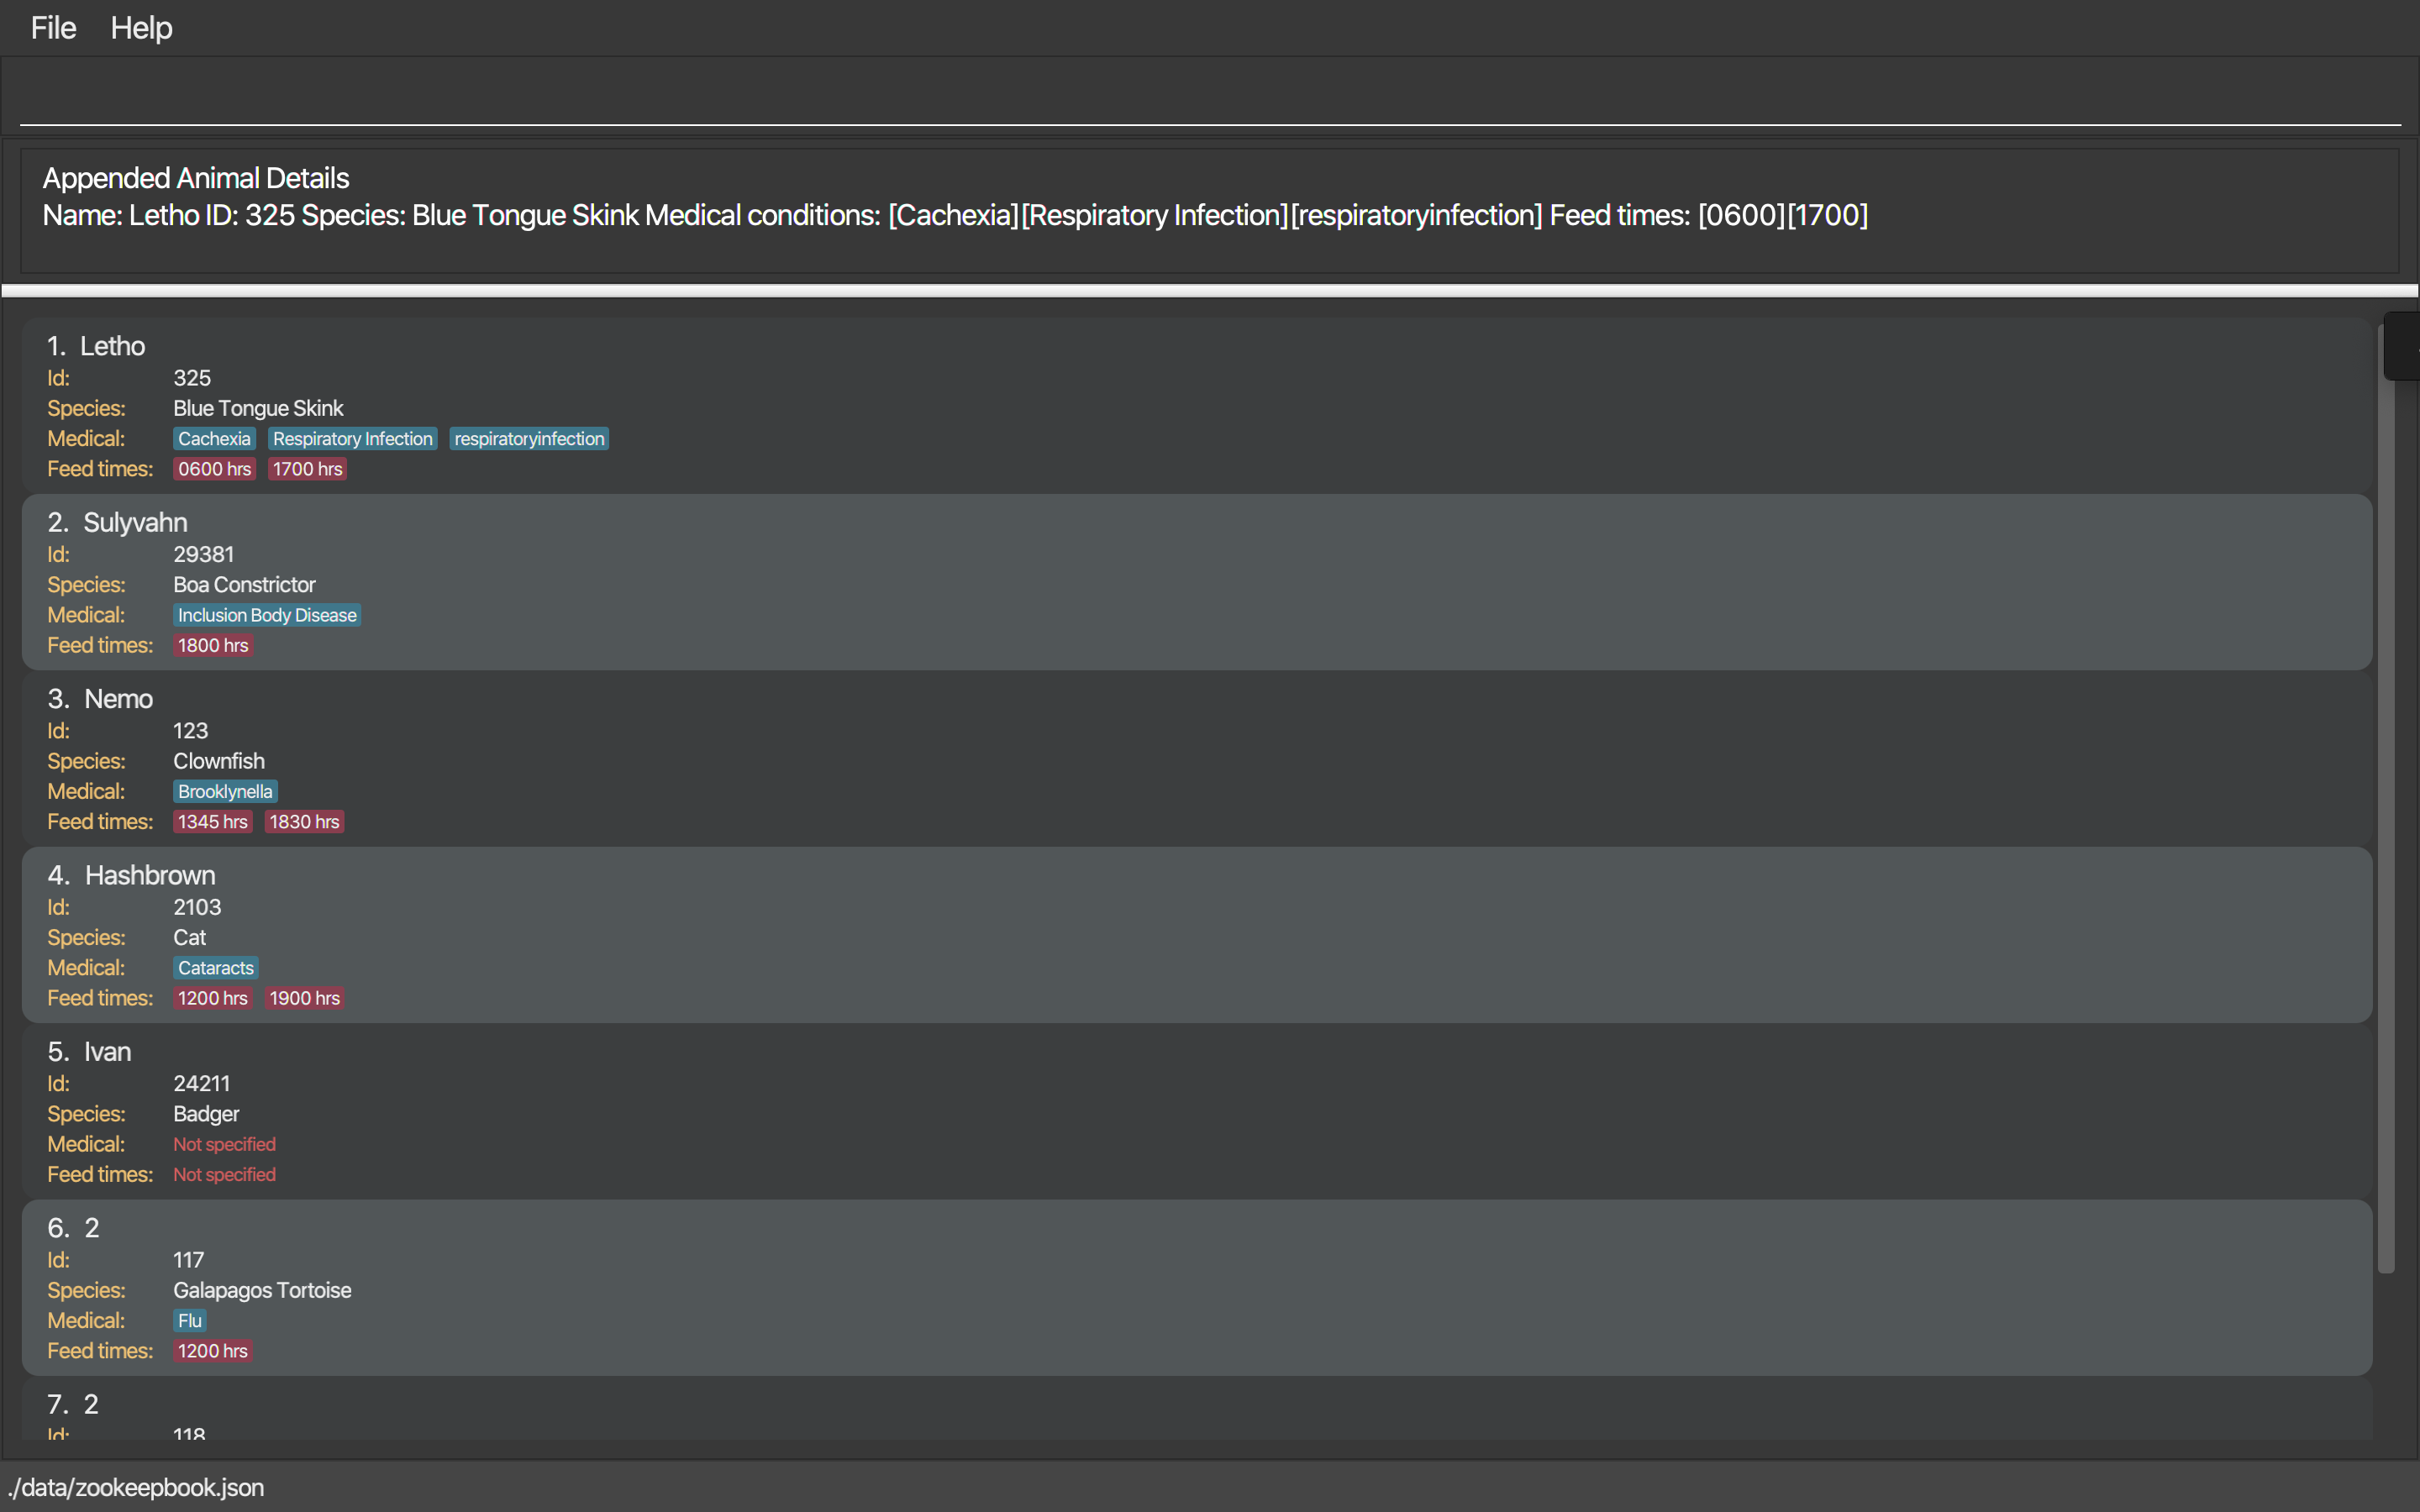 File Help
Appended Animal Details
Name: Letho ID: 325 Species: Blue Tongue Skink Medical conditions: [Cachexia][Respiratory Infection][respiratoryinfection] Feed times: [0600][1700]
1. Letho
Id: 325
Species: Blue Tongue Skink
Medical: Cachexia Respiratory Infection respiratoryinfection
Feed times: 0600 hrs 1700 hrs
2. Sulyvahn
Id: 29381
Species: Boa Constrictor
Medical: Inclusion Body Disease
Feed times: 1800 hrs
3. Nemo
Id: 123
Species: Clownfish
Medical: Brooklynella
Feed times: 1345 hrs 1830 hrs
4. Hashbrown
Id: 2103
Species: Cat
Medical: Cataracts
Feed times: 1200 hrs 1900 hrs
5. Ivan
Id: 24211
Species: Badger
Medical: Not specified
Feed times: Not specified
6. 2
Id: 117
Species: Galapagos Tortoise
Medical: Flu
Feed times: 1200 hrs
7. 2
Id: 118
./data/zookeepbook.json